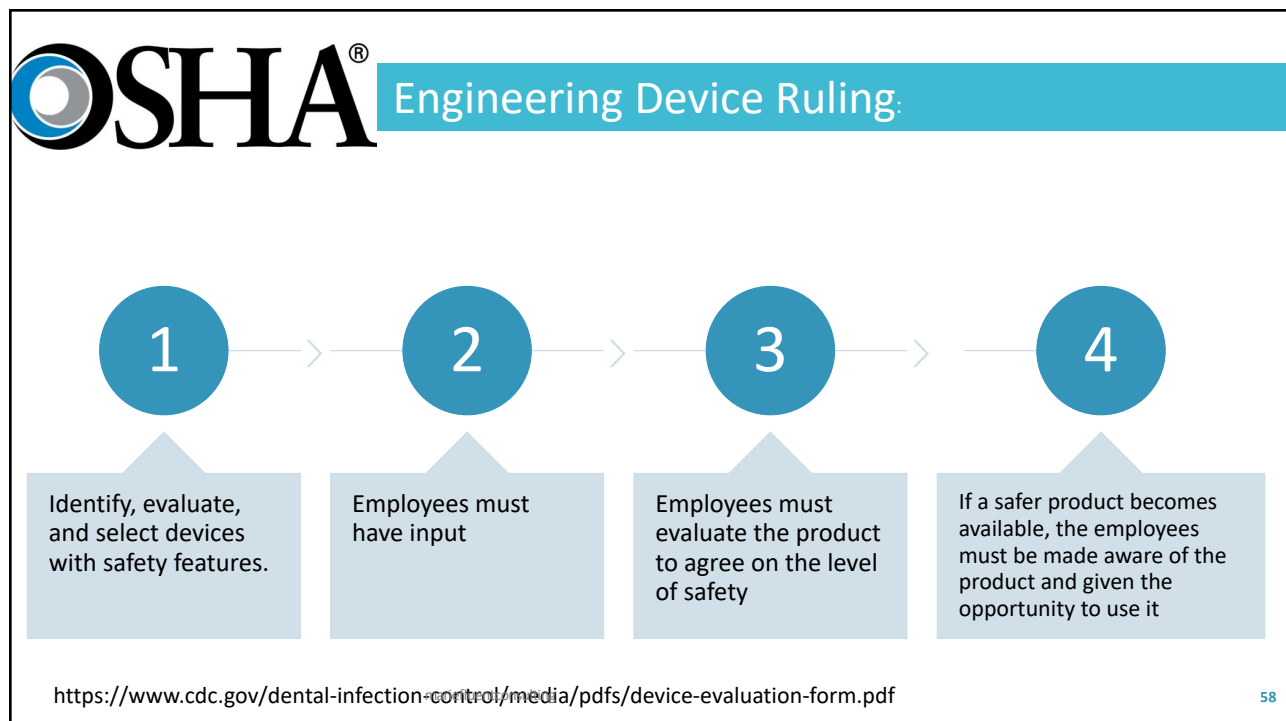 OSHA®
Engineering Device Ruling:
1
2
3
4
Identify, evaluate,
and select devices
with safety features.
Employees must
have input
Employees must
evaluate the product
to agree on the level
of safety
If a safer product becomes
available, the employees
must be made aware of the
product and given the
opportunity to use it
https://www.cdc.gov/dental-infection-control/media/pdfs/device-evaluation-form.pdf
58